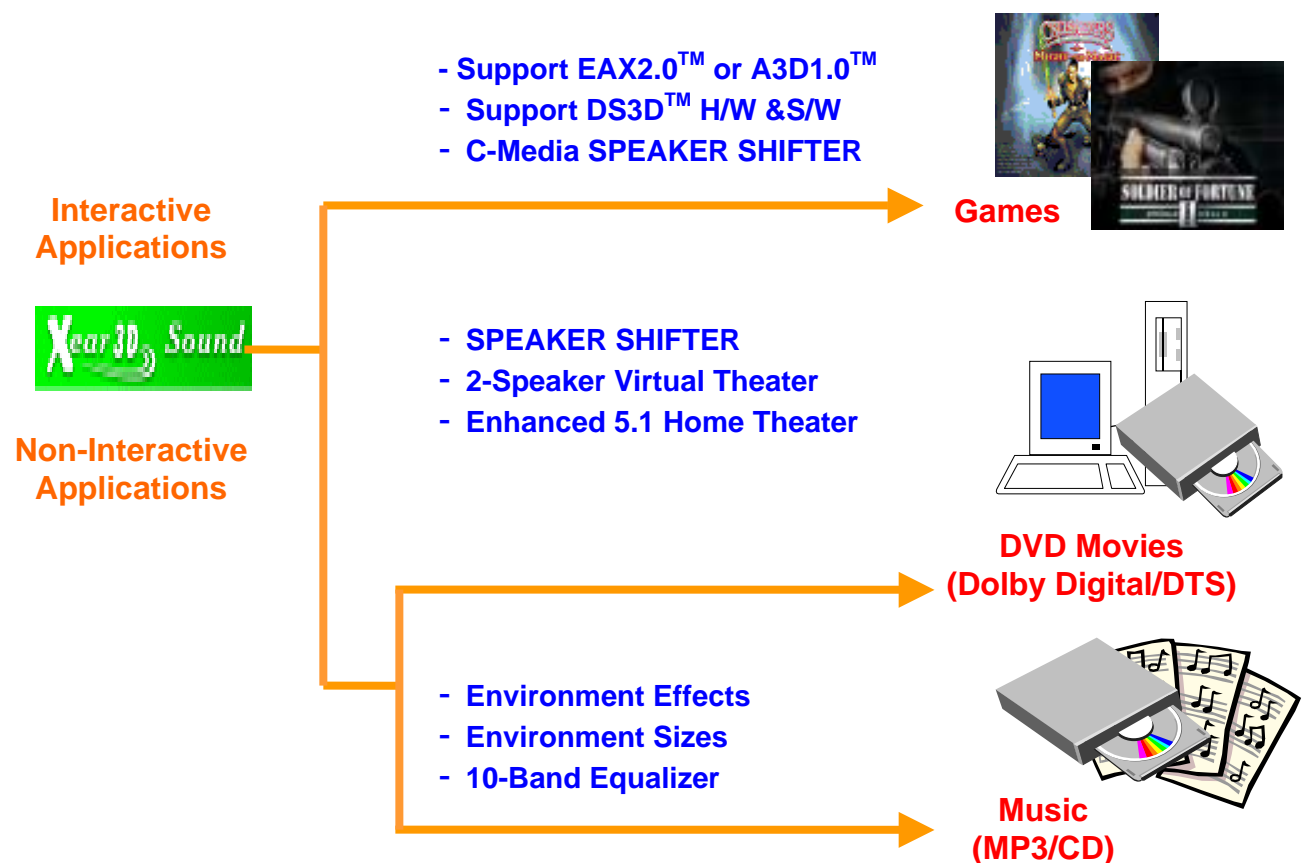 - Support EAX2.0TM or A3D1.0TM
- Support DS3DTM H/W &S/W
- C-Media SPEAKER SHIFTER
Interactive
Applications
Games
SOLDIER OF FORTUNE
II
Xear 3D Sound
- SPEAKER SHIFTER
- 2-Speaker Virtual Theater
- Enhanced 5.1 Home Theater
Non-Interactive
Applications
DVD Movies
(Dolby Digital/DTS)
- Environment Effects
- Environment Sizes
- 10-Band Equalizer
Music
(MP3/CD)